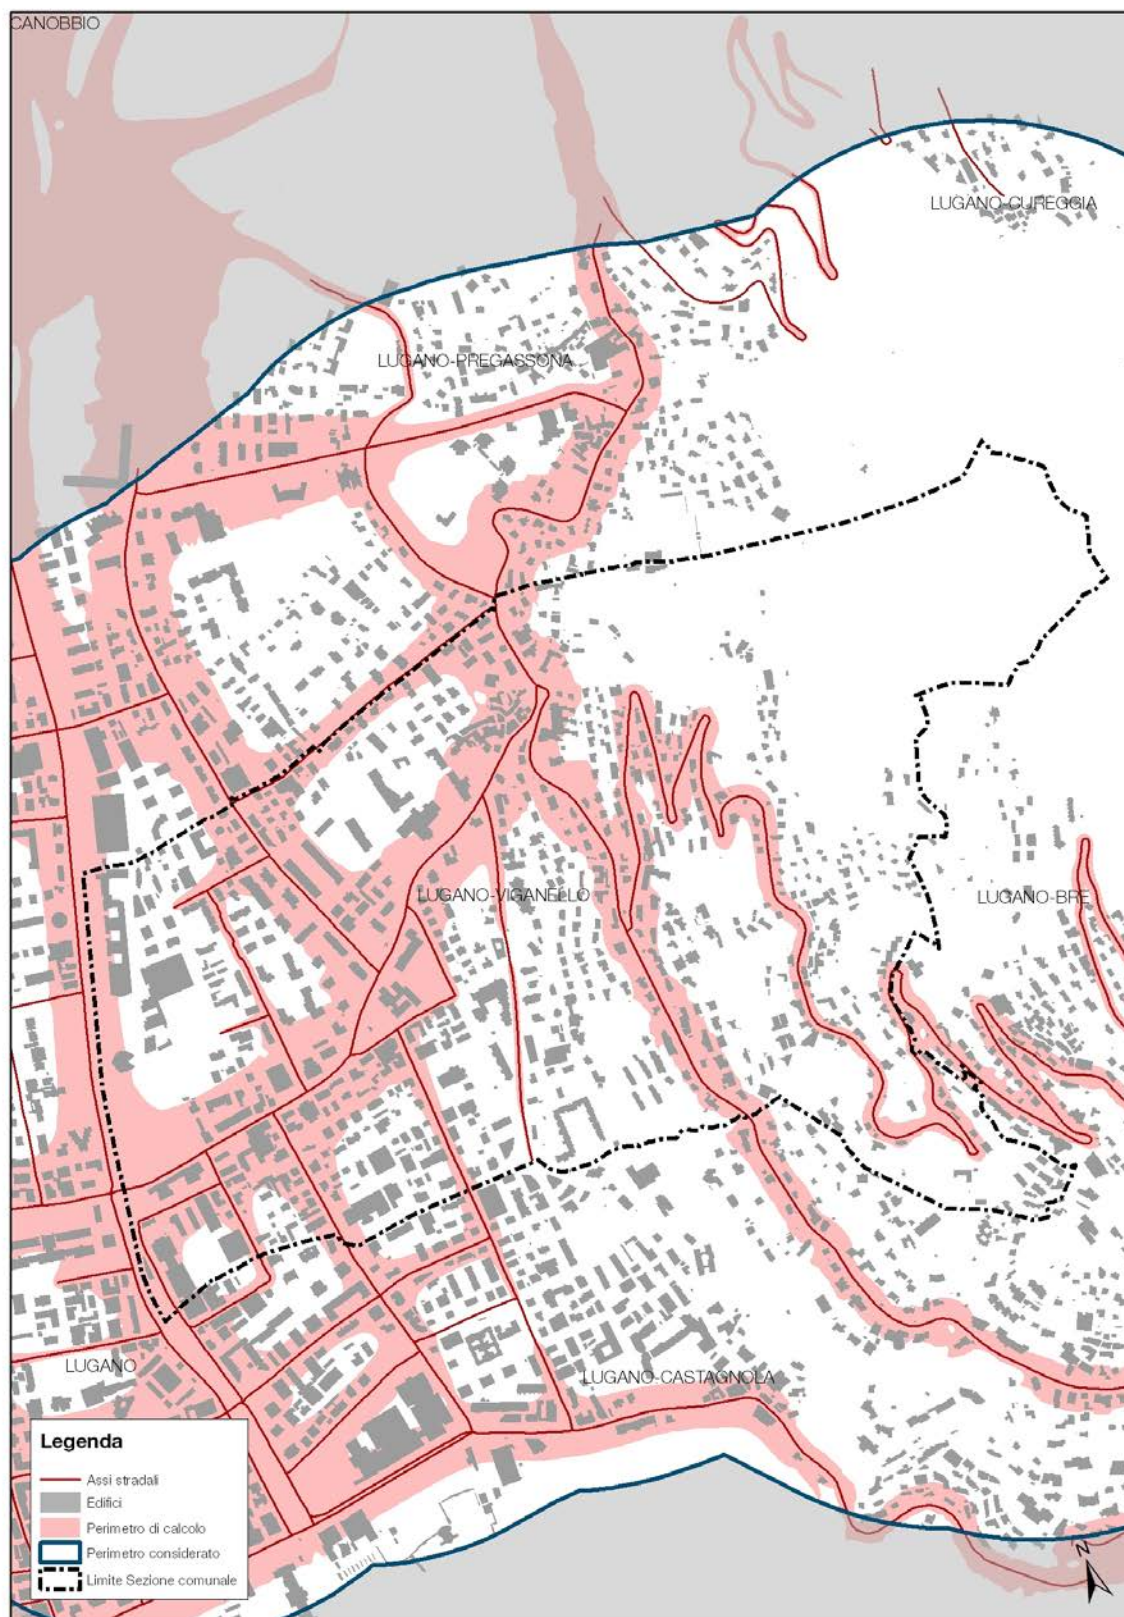 CANOBBIO
LUGANO-CUREGGIA
LUGANO-PREGASSONA
LUGANO-VIGANELLO
LUGANO-BRE
LUGANO
LUGANO-CASTAGNOLA
Legenda
Assi stradali
Edifici
Perimetro di calcolo
Perimetro considerato
Limite Sezione comunale
N